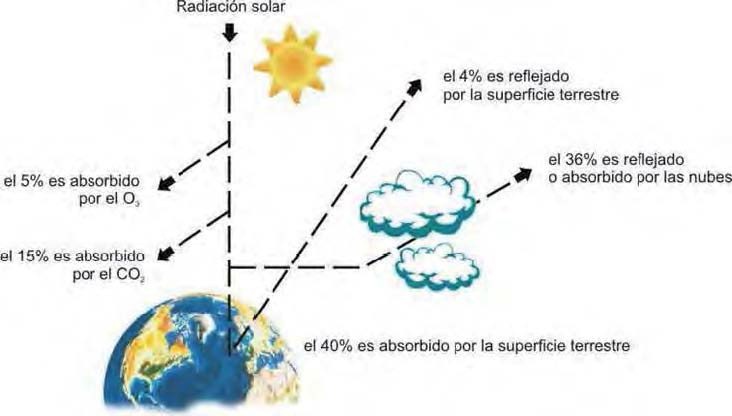 Radiación solar
el 4% es reflejado
por la superficie terrestre
el 36% es reflejado
o absorbido por las nubes
el 5% es absorbido
por el O₃
el 15% es absorbido
por el CO₂
el 40% es absorbido por la superficie terrestre